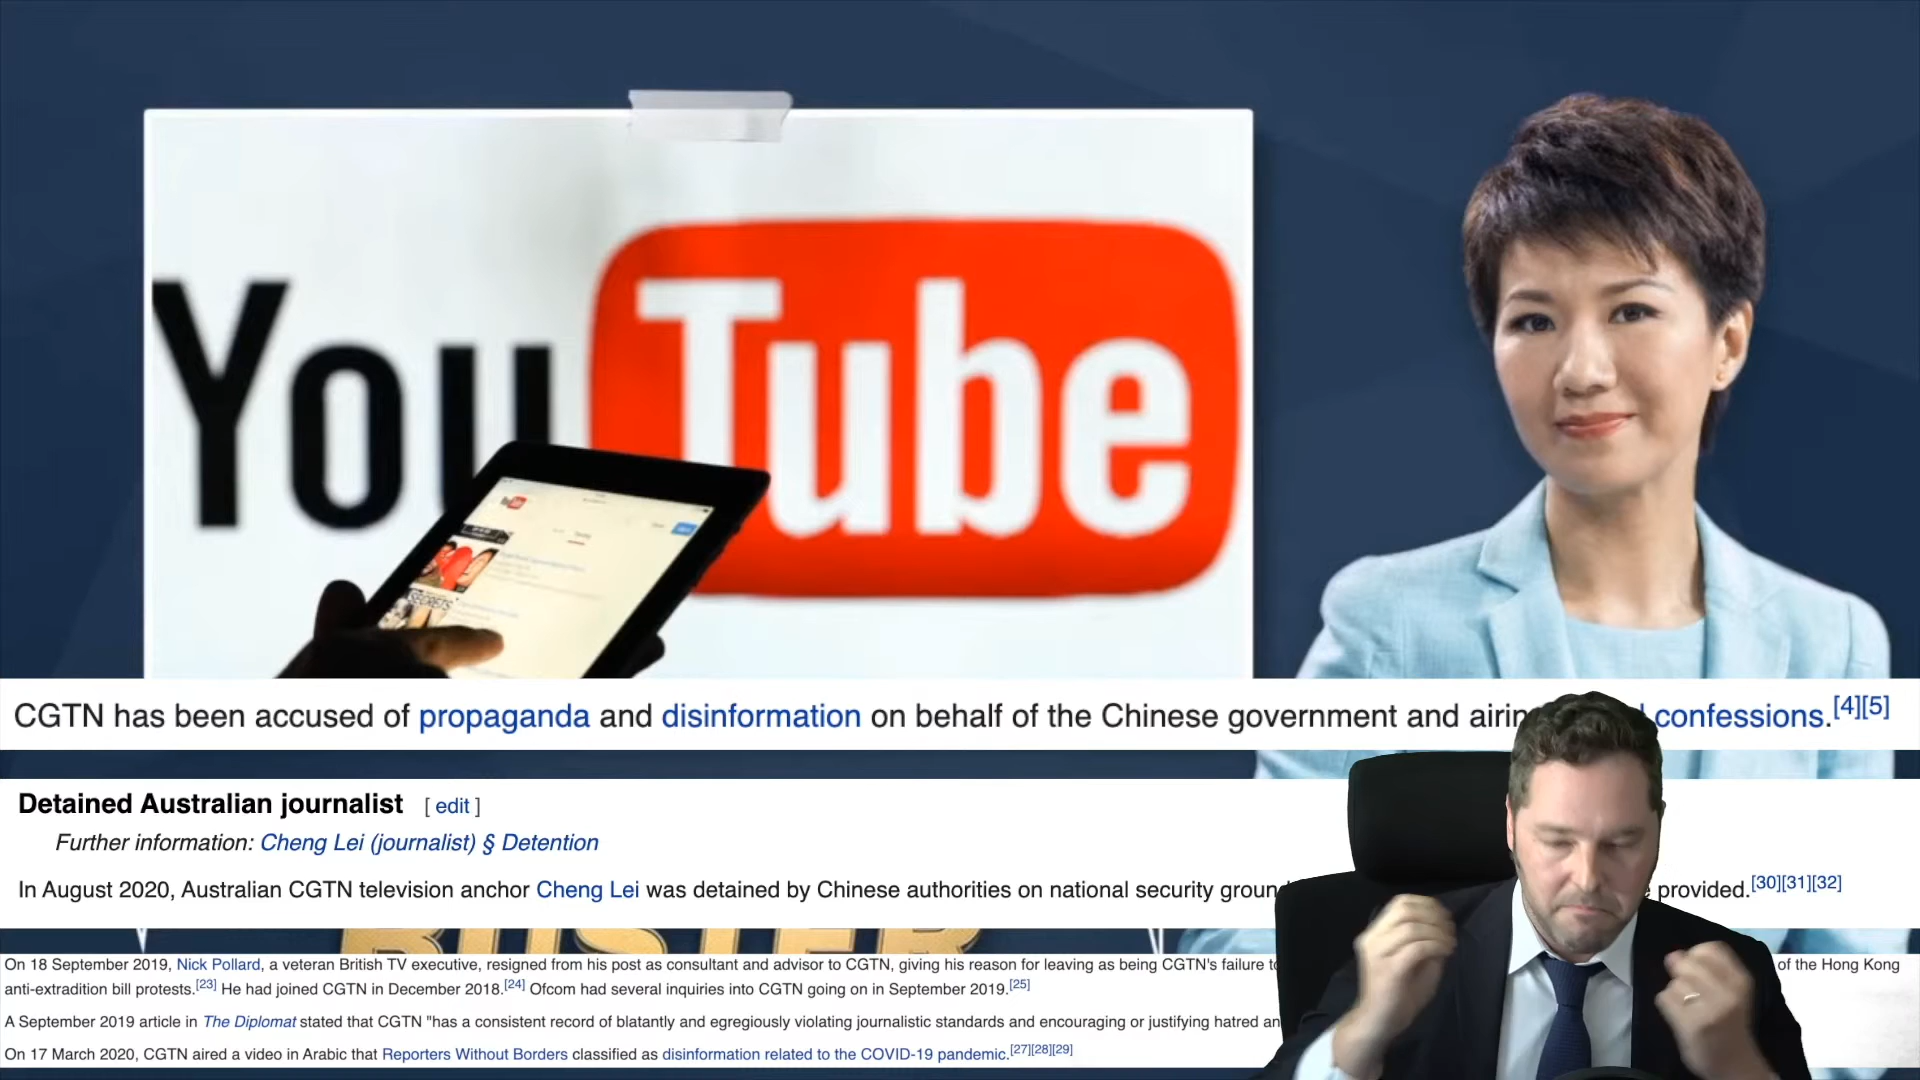 YouTube
SECRETS
CGTN has been accused of propaganda and disinformation on behalf of the Chinese government and confessions.[4][5]
Detained Australian journalist [ edit ]
Further information: Cheng Lei (journalist) § Detention
In August 2020, Australian CGTN television anchor Cheng Lei was detained by Chinese authorities on national security provided.[30][31][32]
BUSTER
On 18 September 2019, Nick Pollard, a veteran British TV executive, resigned from his post as consultant and advisor to CGTN, giving his reason for leaving as being CGTN's failure of the Hong Kong
anti-extradition bill protests.[23] He had joined CGTN in December 2018.[24] Ofcom had several inquiries into CGTN going on in September 2019.[25]
A September 2019 article in The Diplomat stated that CGTN "has a consistent record of blatantly and egregiously violating journalistic standards and encouraging or justifying hatred
On 17 March 2020, CGTN aired a video in Arabic that Reporters Without Borders classified as disinformation related to the COVID-19 pandemic.[27][28][29]